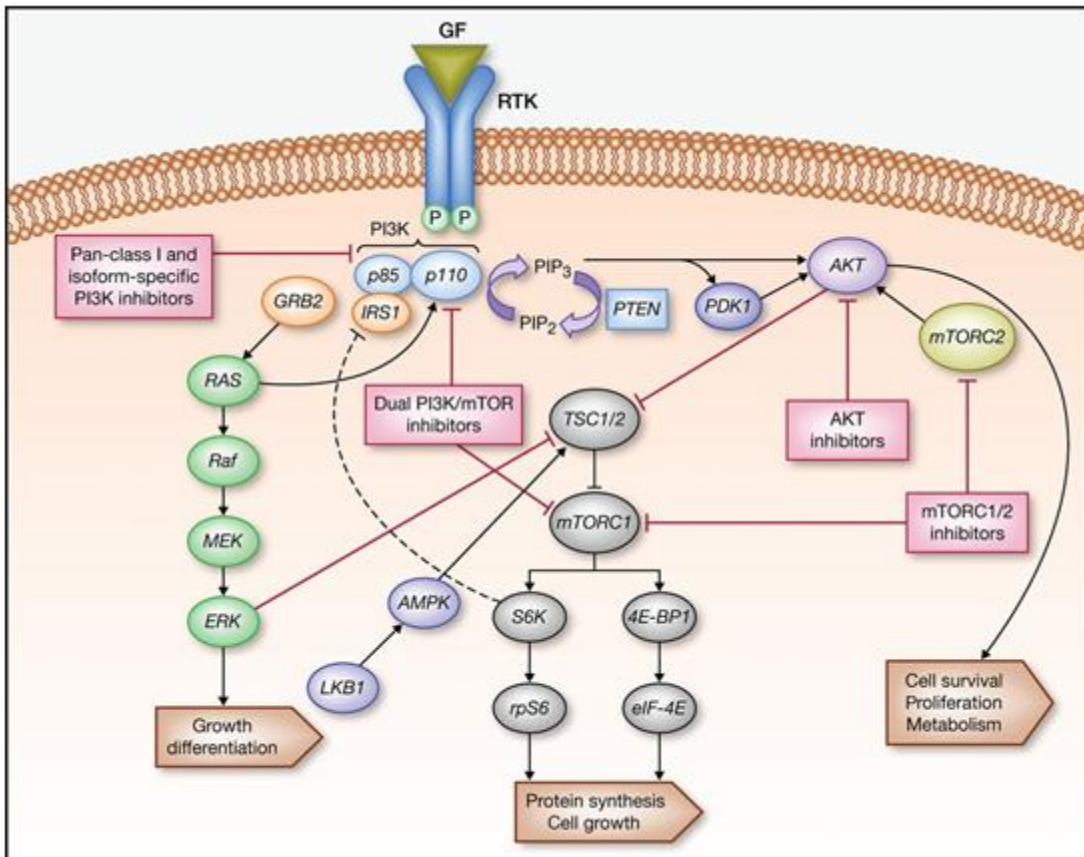 GF
RTK
P P
PI3K
Pan-class I and
isoform-specific
PI3K inhibitors
p85
p110
PIP3
AKT
GRB2
IRS1
PIP2
PTEN
PDK1
mTORC2
RAS
Dual PI3K/mTOR
inhibitors
TSC1/2
AKT
inhibitors
Raf
mTORC1
mTORC1/2
inhibitors
MEK
AMPK
S6K
4E-BP1
ERK
LKB1
rpS6
eIF-4E
Cell survival
Proliferation
Metabolism
Growth
differentiation
Protein synthesis
Cell growth